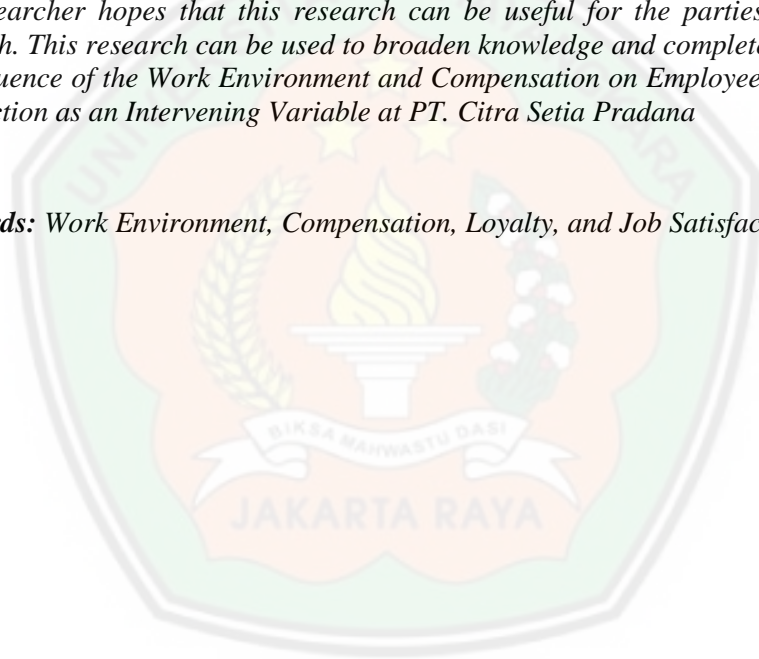 earcher hopes that this research can be useful for the parties
h. This research can be used to broaden knowledge and complet
uence of the Work Environment and Compensation on Employee
ction as an Intervening Variable at PT. Citra Setia Pradana
rds: Work Environment, Compensation, Loyalty, and Job Satisfac
BIKSA MAHWASTU DASI
JAKARTA RAYA